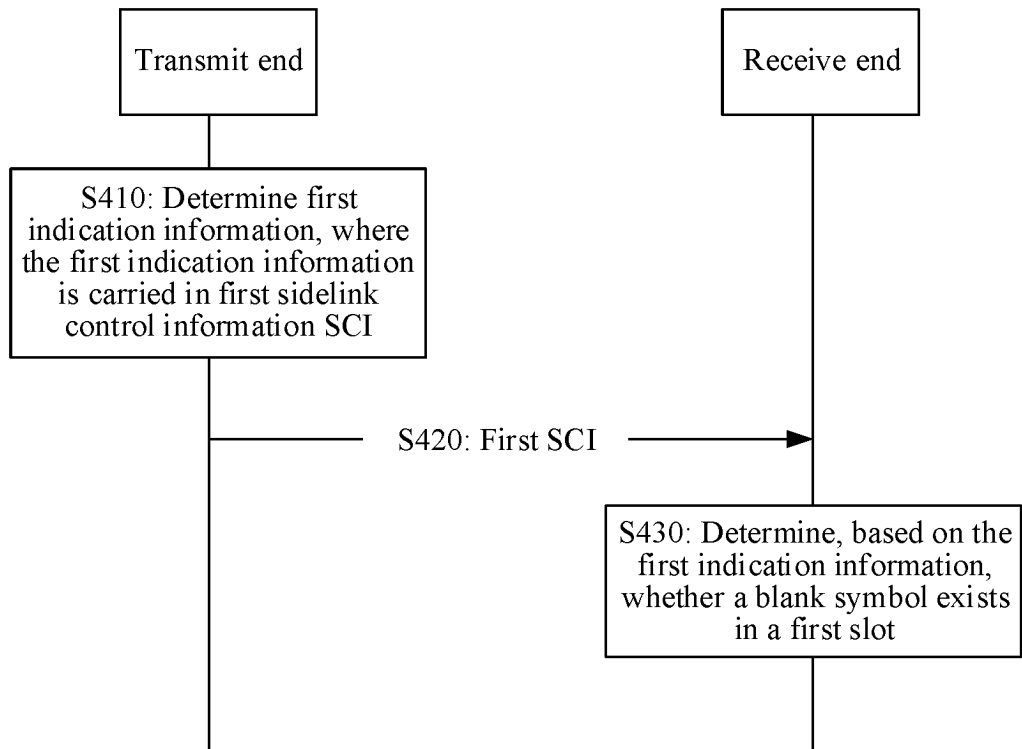 Transmit end
Receive end
S410: Determine first
indication information, where
the first indication information
is carried in first sidelink
control information SCI
S420: First SCI
S430: Determine, based on the
first indication information,
whether a blank symbol exists
in a first slot